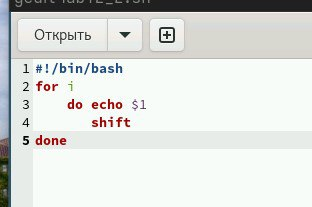 Открыть
1 #!/bin/bash
2 for i
3     do echo $1
4        shift
5 done